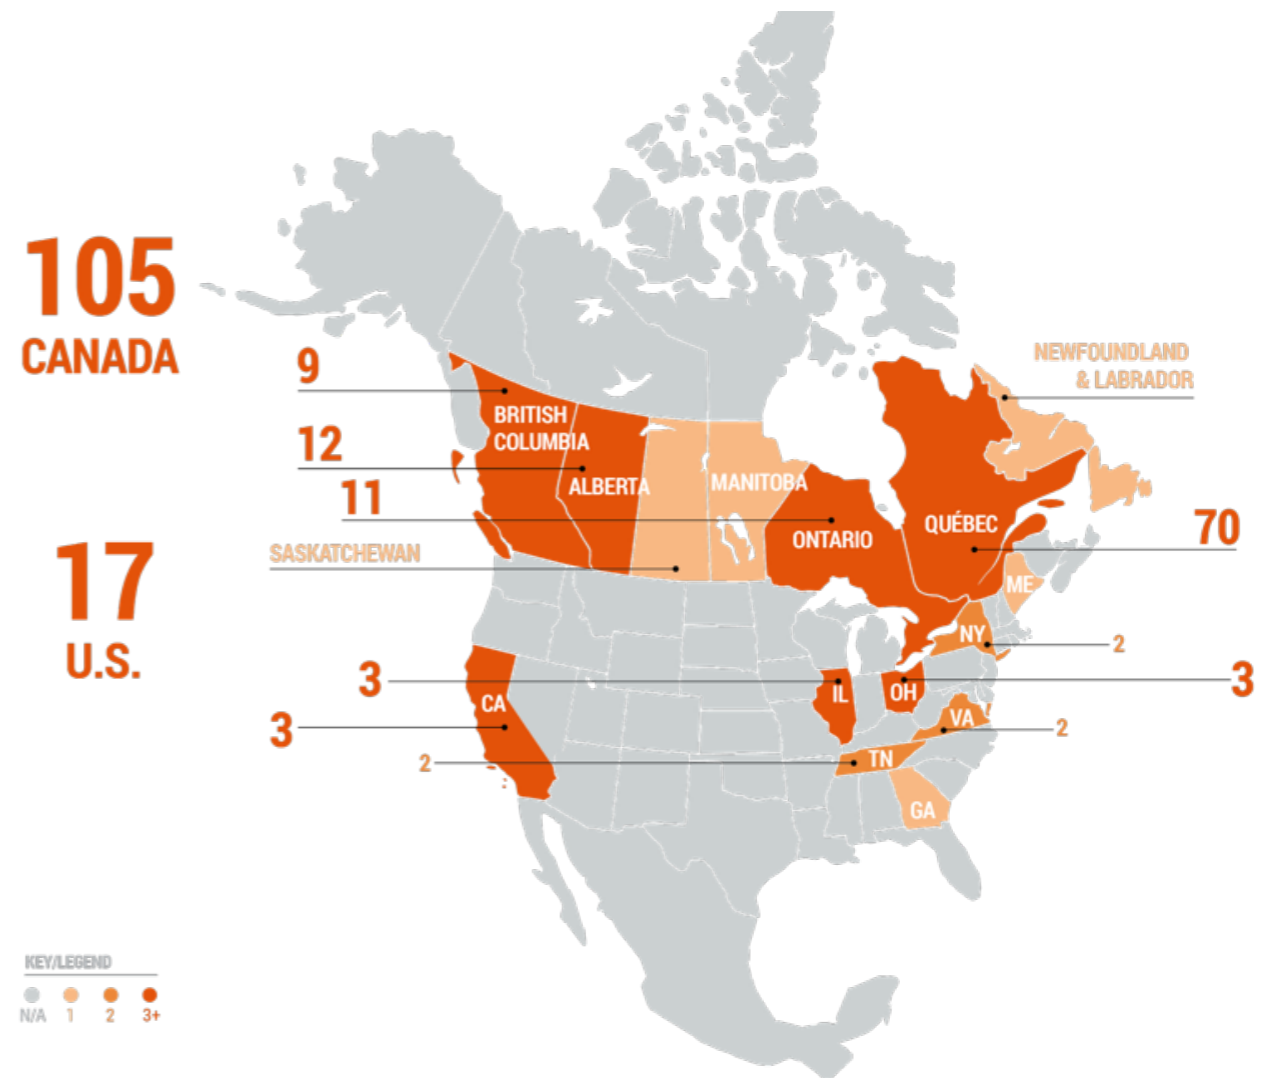 105
CANADA
17
U.S.
9
12
11
SASKATCHEWAN
BRITISH
COLUMBIA
ALBERTA
MANITOBA
ONTARIO
QUÉBEC
NEWFOUNDLAND
& LABRADOR
70
ME
NY
2
3
IL
OH
3
CA
3
VA
2
2
TN
GA
KEY/LEGEND
N/A
1
2
3+